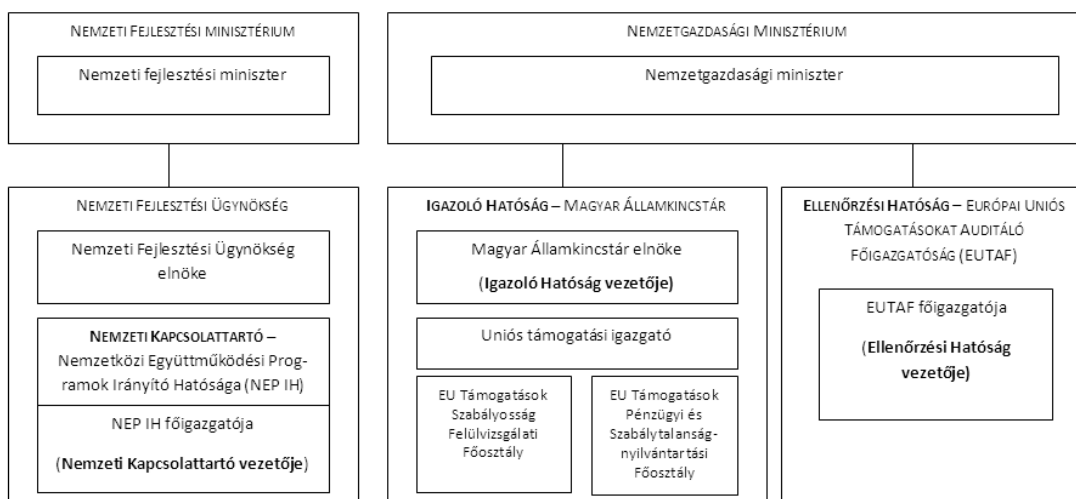 NEMZETI FEJLESZTÉSI MINISZTÉRIUM
Nemzeti fejlesztési miniszter
NEMZETGAZDASÁGI MINISZTÉRIUM
Nemzetgazdasági miniszter
NEMZETI FEJLESZTÉSI ÜGYNÖKSÉG
Nemzeti Fejlesztési Ügynökség
elnöke
NEMZETI KAPCSOLATTARTÓ –
Nemzetközi Együttműködési Prog-
ramok Irányító Hatósága (NEP IH)
NEP IH főigazgatója
(Nemzeti Kapcsolattartó vezetője)
IGAZOLÓ HATÓSÁG – MAGYAR ÁLLAMKINCSTÁR
Magyar Államkincstár elnöke
(Igazoló Hatóság vezetője)
Uniós támogatási igazgató
EU Támogatások
Szabályosság
Felülvizsgálati
Főosztály
EU Támogatások
Pénzügyi és
Szabálytalanság-
nyilvántartási
Főosztály
ELLENŐRZÉSI HATÓSÁG – EURÓPAI UNIÓS
TÁMOGATÁSOKAT AUDITÁLÓ
FŐIGAZGATÓSÁG (EUTAF)
EUTAF főigazgatója
(Ellenőrzési Hatóság
vezetője)